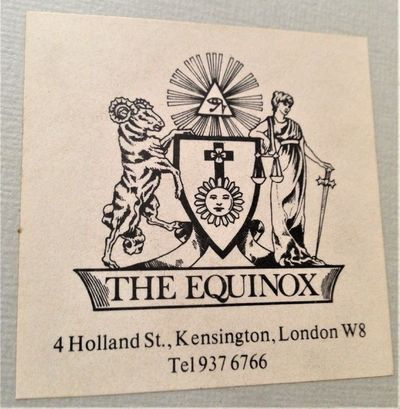 THE EQUINOX
4 Holland St., Kensington, London W8
Tel 937 6766